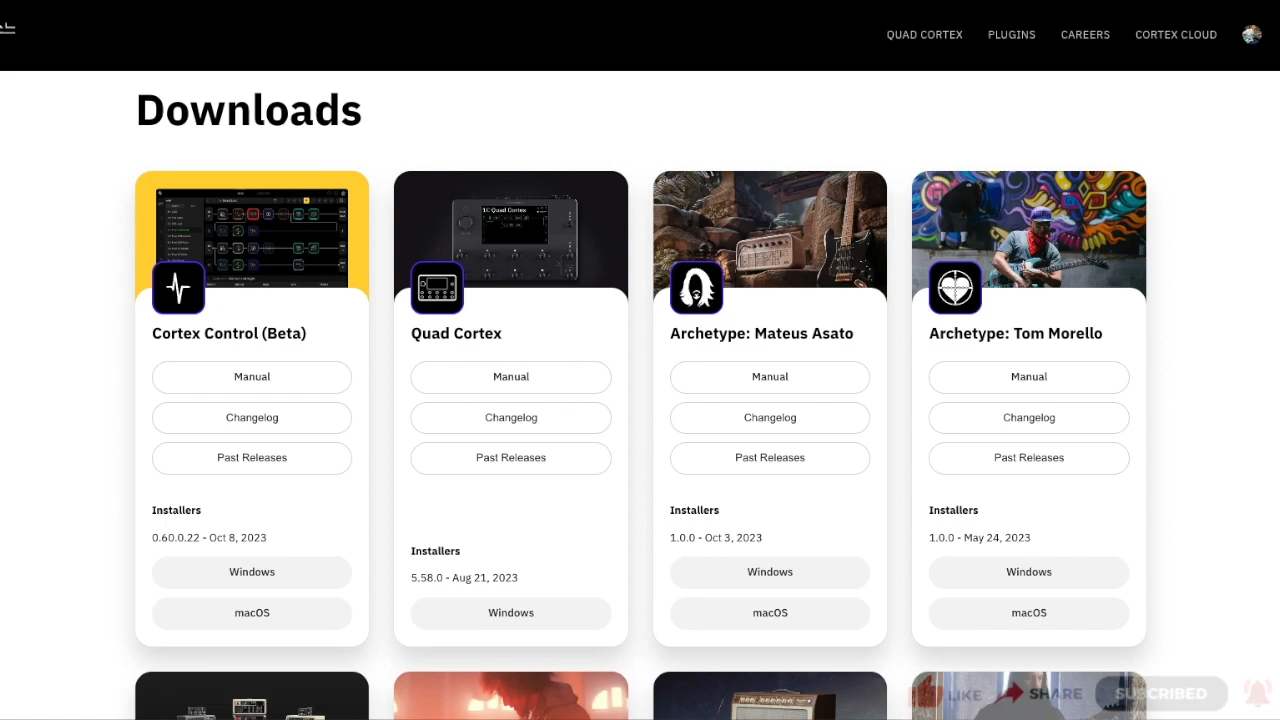 QUAD CORTEX PLUGINS CAREERS CORTEX CLOUD
Downloads
Cortex Control (Beta)
Manual
Changelog
Past Releases
Installers
0.60.0.22 - Oct 8, 2023
Windows
macOS
Quad Cortex
Quad Cortex
Manual
Changelog
Past Releases
Installers
5.58.0 - Aug 21, 2023
Windows
Archetype: Mateus Asato
Manual
Changelog
Past Releases
Installers
1.0.0 - Oct 3, 2023
Windows
macOS
Archetype: Tom Morello
Manual
Changelog
Past Releases
Installers
1.0.0 - May 24, 2023
Windows
macOS
LIKE SHARE SUBCRIBED